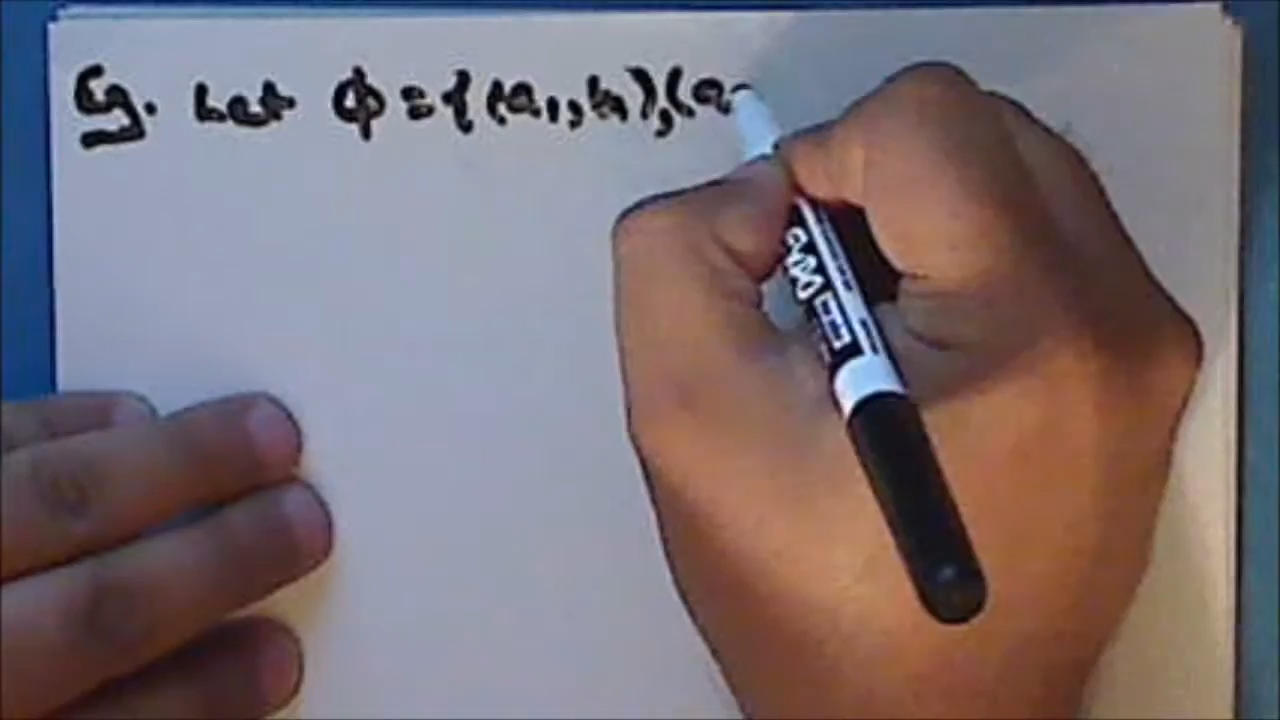 Eg. Let Φ = {(a₁, b₁), (a